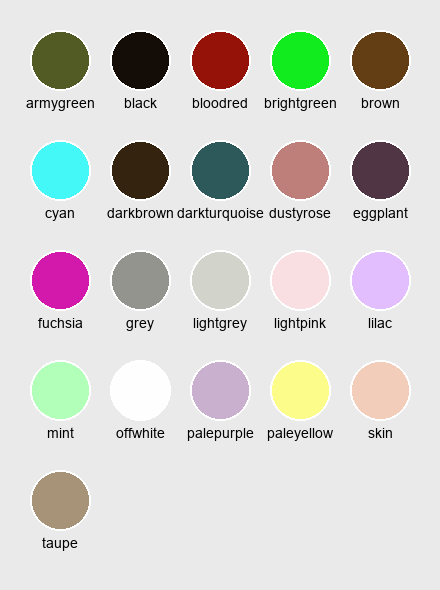 armygreen black bloodred brightgreen brown
cyan darkbrown darkturquoise dustyrose eggplant
fuchsia grey lightgrey lightpink lilac
mint offwhite palepurple paleyellow skin
taupe